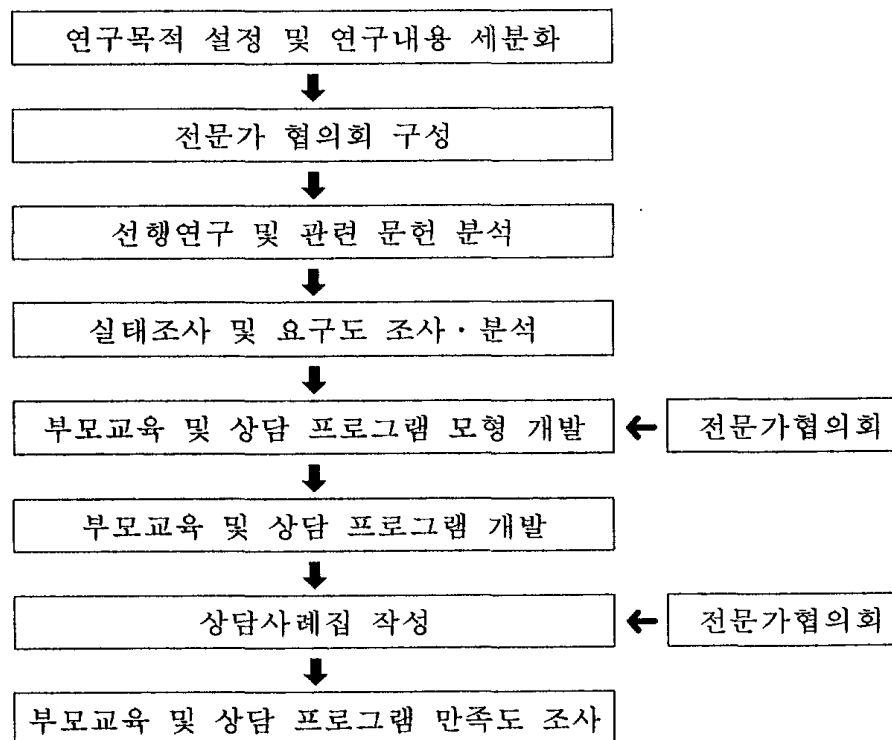 연구목적 설정 및 연구내용 세분화
전문가 협의회 구성
선행연구 및 관련 문헌 분석
실태조사 및 요구도 조사·분석
부모교육 및 상담 프로그램 모형 개발
전문가협의회
부모교육 및 상담 프로그램 개발
상담사례집 작성
전문가협의회
부모교육 및 상담 프로그램 만족도 조사